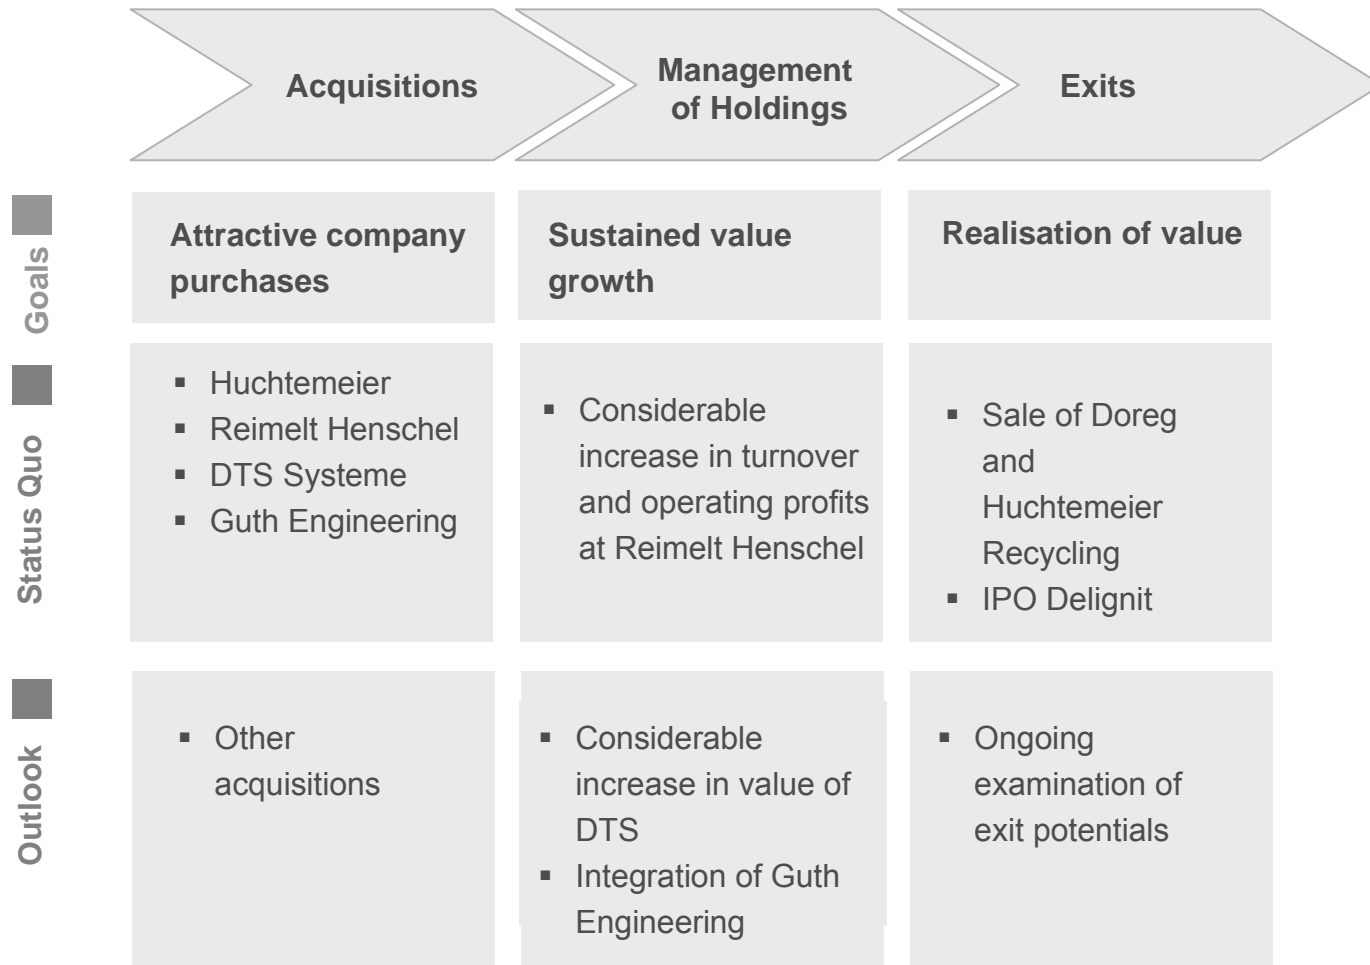 Acquisitions
Management
of Holdings
Exits
Goals
Attractive company
purchases
Sustained value
growth
Realisation of value
Status Quo
▪ Huchtemeier
▪ Reimelt Henschel
▪ DTS Systeme
▪ Guth Engineering
▪ Considerable
increase in turnover
and operating profits
at Reimelt Henschel
▪ Sale of Doreg
and
Huchtemeier
Recycling
▪ IPO Delignit
Outlook
▪ Other
acquisitions
▪ Considerable
increase in value of
DTS
▪ Integration of Guth
Engineering
▪ Ongoing
examination of
exit potentials